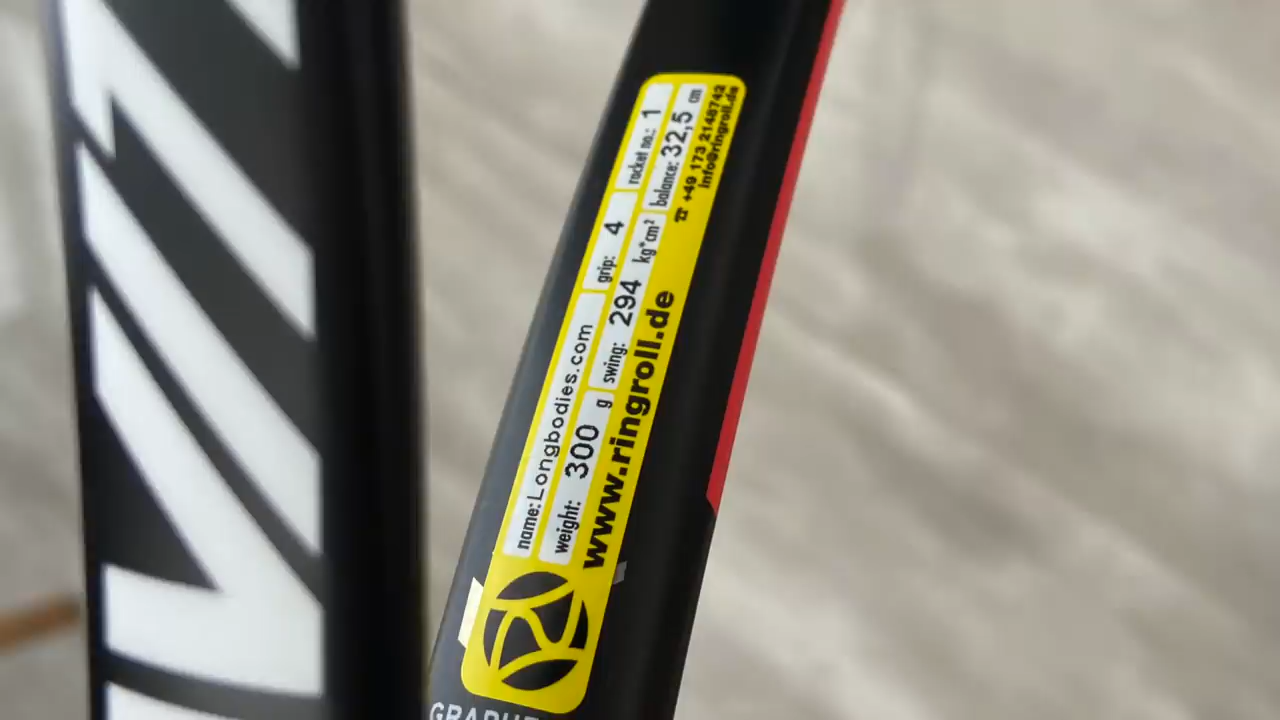 name: Longbodies.com grip: 4 racket no.: 1
weight: 300 g swing: 294 kg*cm² balance: 32,5 cm
www.ringroll.de ☎ +49 173 2148742
info@ringroll.de